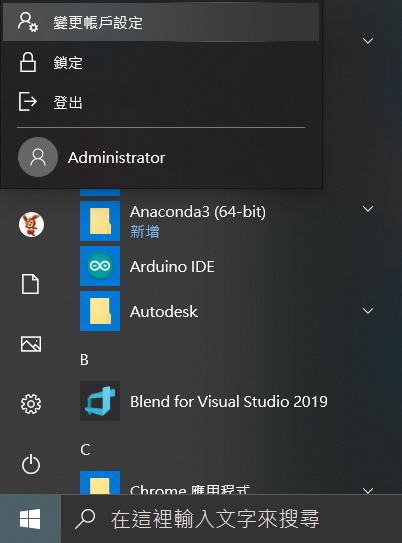 變更帳戶設定
鎖定
登出
Administrator
Anaconda3 (64-bit)
新增
Arduino IDE
Autodesk
B
Blend for Visual Studio 2019
C
Chrome 應用程式
在這裡輸入文字來搜尋